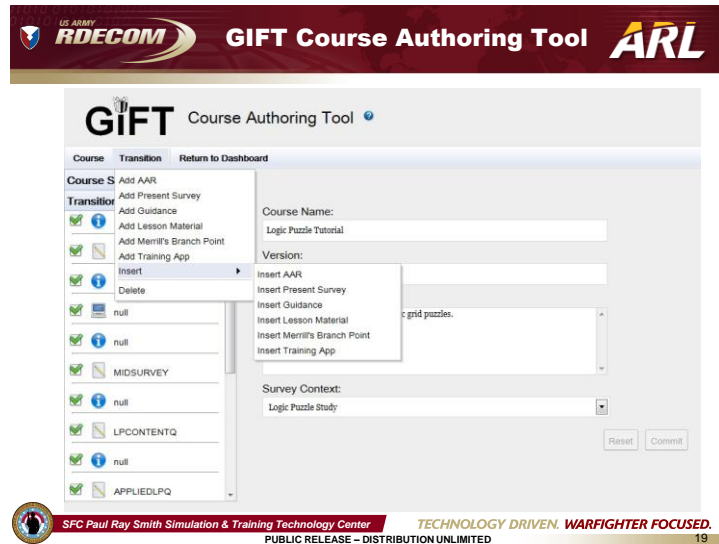 US ARMY
RDECOM
GIFT Course Authoring Tool
ARL
GIFT Course Authoring Tool ?
Course Transition Return to Dashboard
Course S
Transition
Add AAR
Add Present Survey
Add Guidance
Add Lesson Material
Add Merrill's Branch Point
Add Training App
Insert
Delete
Insert AAR
Insert Present Survey
Insert Guidance
Insert Lesson Material
Insert Merrill's Branch Point
Insert Training App
null
null
MIDSURVEY
null
LPCONTENTQ
null
APPLIEDLPQ
Course Name:
Logic Puzzle Tutorial
Version:
c grid puzzles.
Survey Context:
Logic Puzzle Study
Reset Commit
SFC Paul Ray Smith Simulation & Training Technology Center
TECHNOLOGY DRIVEN. WARFIGHTER FOCUSED.
PUBLIC RELEASE – DISTRIBUTION UNLIMITED
19